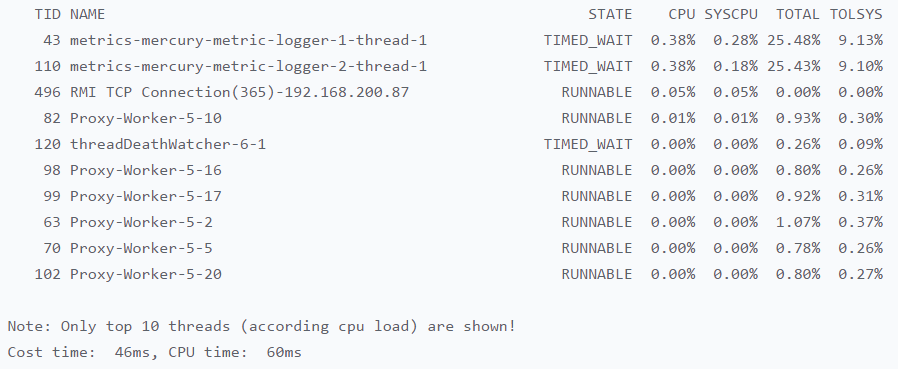 TID NAME STATE CPU SYSCPU TOTAL TOLSYS
43 metrics-mercury-metric-logger-1-thread-1 TIMED_WAIT 0.38% 0.28% 25.48% 9.13%
110 metrics-mercury-metric-logger-2-thread-1 TIMED_WAIT 0.38% 0.18% 25.43% 9.10%
496 RMI TCP Connection(365)-192.168.200.87 RUNNABLE 0.05% 0.05% 0.00% 0.00%
82 Proxy-Worker-5-10 RUNNABLE 0.01% 0.01% 0.93% 0.30%
120 threadDeathWatcher-6-1 TIMED_WAIT 0.00% 0.00% 0.26% 0.09%
98 Proxy-Worker-5-16 RUNNABLE 0.00% 0.00% 0.80% 0.26%
99 Proxy-Worker-5-17 RUNNABLE 0.00% 0.00% 0.92% 0.31%
63 Proxy-Worker-5-2 RUNNABLE 0.00% 0.00% 1.07% 0.37%
70 Proxy-Worker-5-5 RUNNABLE 0.00% 0.00% 0.78% 0.26%
102 Proxy-Worker-5-20 RUNNABLE 0.00% 0.00% 0.80% 0.27%
Note: Only top 10 threads (according cpu load) are shown!
Cost time: 46ms, CPU time: 60ms